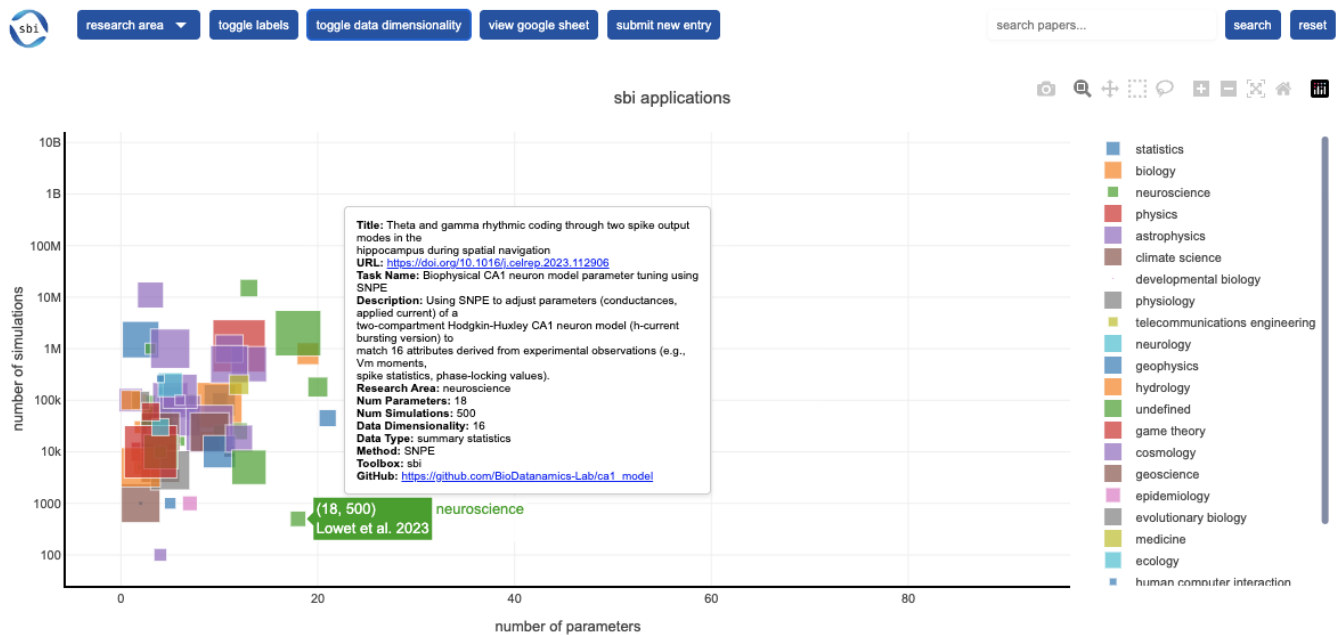 sbi
research area
toggle labels
toggle data dimensionality
view google sheet
submit new entry
search papers...
search
reset
sbi applications
10B
1B
100M
10M
1M
100k
10k
1000
100
number of simulations
0
20
40
60
80
number of parameters
Title: Theta and gamma rhythmic coding through two spike output
modes in the
hippocampus during spatial navigation
URL: https://doi.org/10.1016/j.celrep.2023.112906
Task Name: Biophysical CA1 neuron model parameter tuning using
SNPE
Description: Using SNPE to adjust parameters (conductances,
applied current) of a
two-compartment Hodgkin-Huxley CA1 neuron model (h-current
bursting version) to
match 16 attributes derived from experimental observations (e.g.,
Vm moments,
spike statistics, phase-locking values).
Research Area: neuroscience
Num Parameters: 18
Num Simulations: 500
Data Dimensionality: 16
Data Type: summary statistics
Method: SNPE
Toolbox: sbi
GitHub: https://github.com/BioDatanamics-Lab/ca1_model
(18, 500)
Lowet et al. 2023
neuroscience
statistics
biology
neuroscience
physics
astrophysics
climate science
developmental biology
physiology
telecommunications engineering
neurology
geophysics
hydrology
undefined
game theory
cosmology
geoscience
epidemiology
evolutionary biology
medicine
ecology
human computer interaction